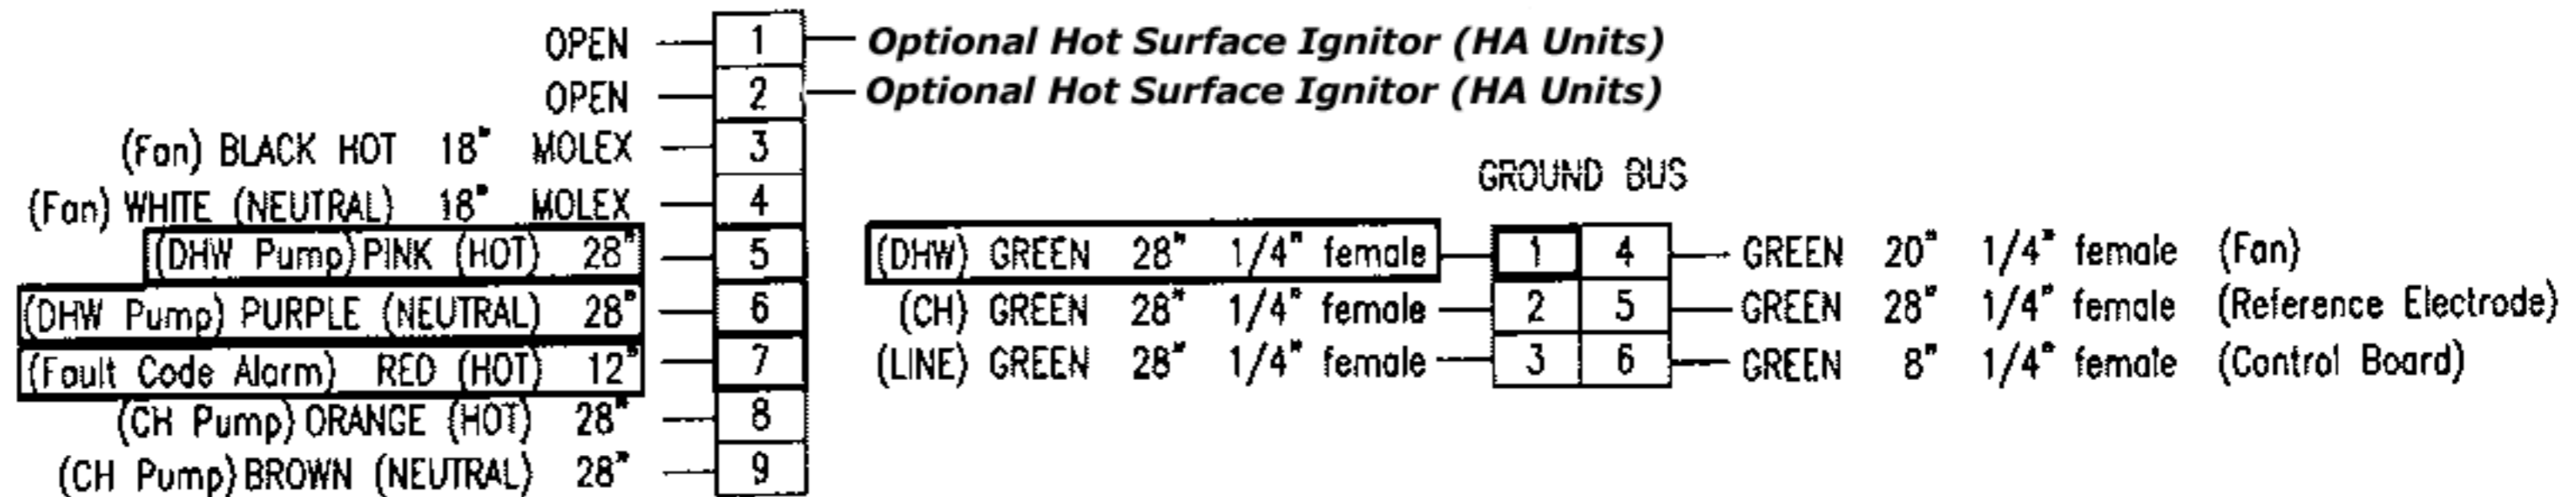 OPEN 1 Optional Hot Surface Ignitor (HA Units)
OPEN 2 Optional Hot Surface Ignitor (HA Units)
(Fan) BLACK HOT 18" MOLEX 3
(Fan) WHITE (NEUTRAL) 18" MOLEX 4
(DHW Pump) PINK (HOT) 28" 5
(DHW Pump) PURPLE (NEUTRAL) 28" 6
(Fault Code Alarm) RED (HOT) 12" 7
(CH Pump) ORANGE (HOT) 28" 8
(CH Pump) BROWN (NEUTRAL) 28" 9
GROUND BUS
(DHW) GREEN 28" 1/4" female 1 4 GREEN 20" 1/4" female (Fan)
(CH) GREEN 28" 1/4" female 2 5 GREEN 28" 1/4" female (Reference Electrode)
(LINE) GREEN 28" 1/4" female 3 6 GREEN 8" 1/4" female (Control Board)